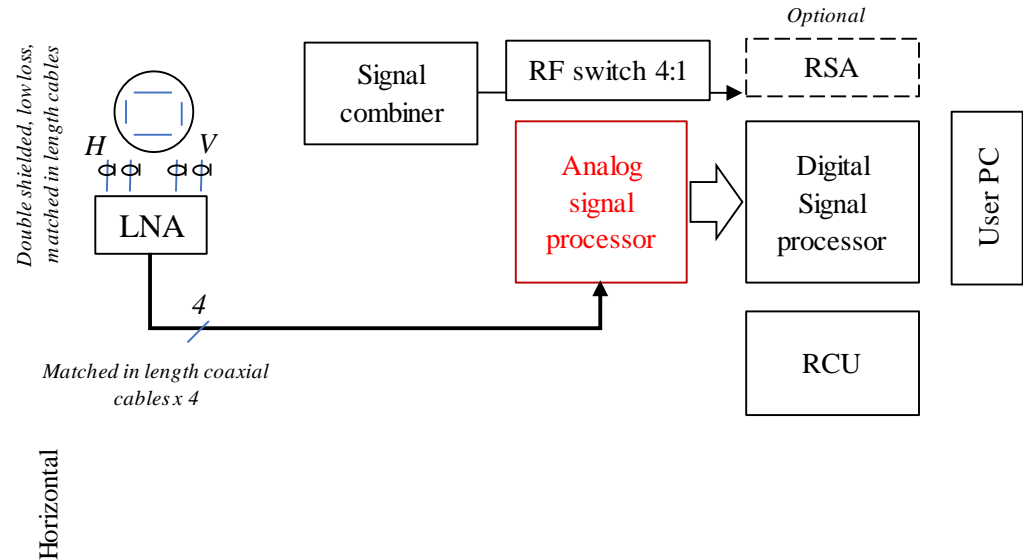 Optional
Double shielded, low loss,
matched in length cables
Signal
combiner
RF switch 4:1
RSA
H
V
LNA
Analog
signal
processor
Digital
Signal
processor
User PC
4
Matched in length coaxial
cables x 4
RCU
Horizontal